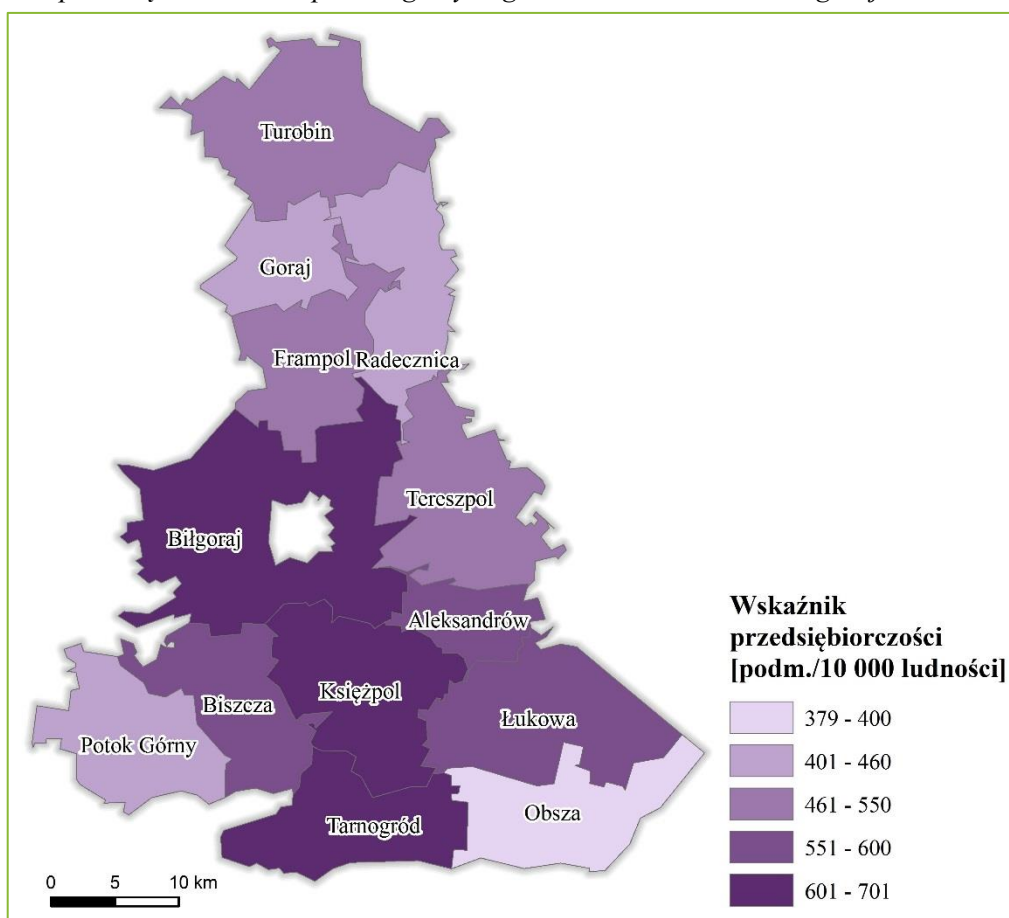 Turobin
Goraj
Frampol
Radecznica
Tereszpol
Biłgoraj
Aleksandrów
Księżpol
Biszcza
Łukowa
Potok Górny
Obsza
Tarnogród
Wskaźnik
przedsiębiorczości
[podm./10 000 ludności]
379 - 400
401 - 460
461 - 550
551 - 600
601 - 701
0 5 10 km